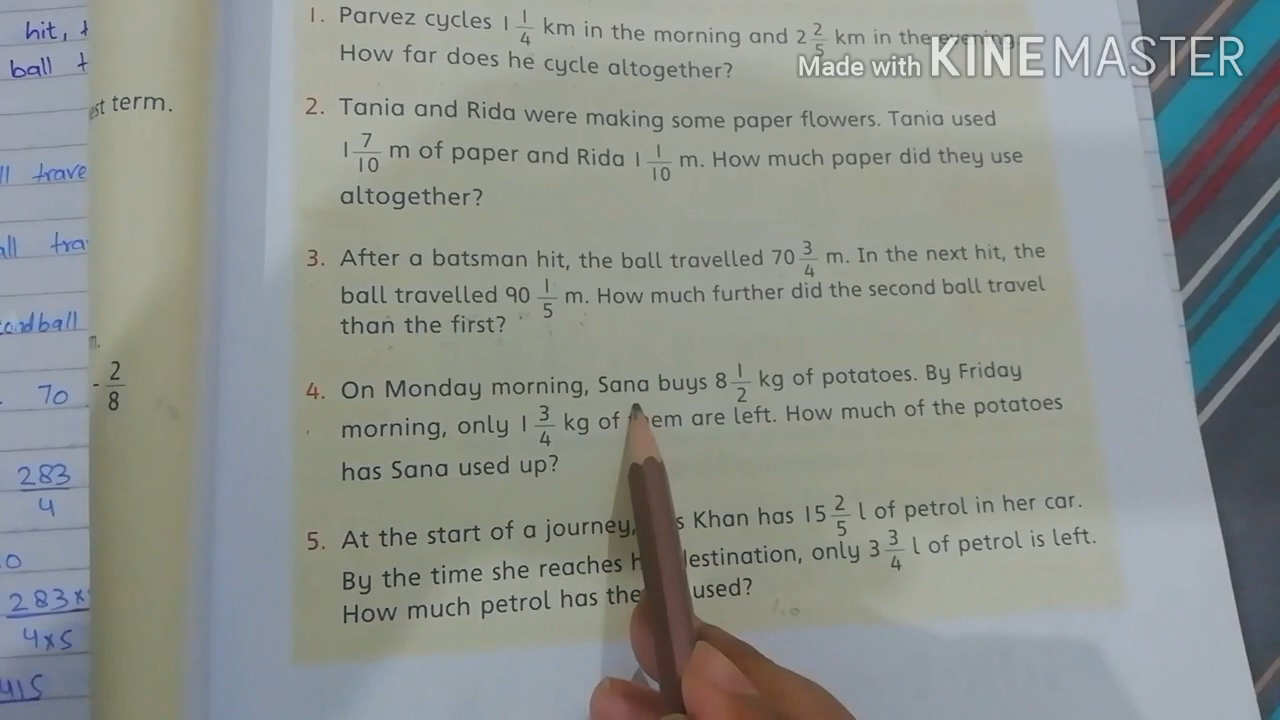 hit,
ball
est term.
ll trave
all tra
cond ball
70 - 2/8
283/4
0
283×
4×5
415
1. Parvez cycles 1 1/4 km in the morning and 2 2/5 km in the evening.
How far does he cycle altogether?
Made with KINEMASTER
2. Tania and Rida were making some paper flowers. Tania used
1 7/10 m of paper and Rida 1 1/10 m. How much paper did they use
altogether?
3. After a batsman hit, the ball travelled 70 3/4 m. In the next hit, the
ball travelled 90 1/5 m. How much further did the second ball travel
than the first?
4. On Monday morning, Sana buys 8 1/2 kg of potatoes. By Friday
morning, only 1 3/4 kg of them are left. How much of the potatoes
has Sana used up?
5. At the start of a journey, s Khan has 15 2/5 l of petrol in her car.
By the time she reaches h destination, only 3 3/4 l of petrol is left.
How much petrol has the used?